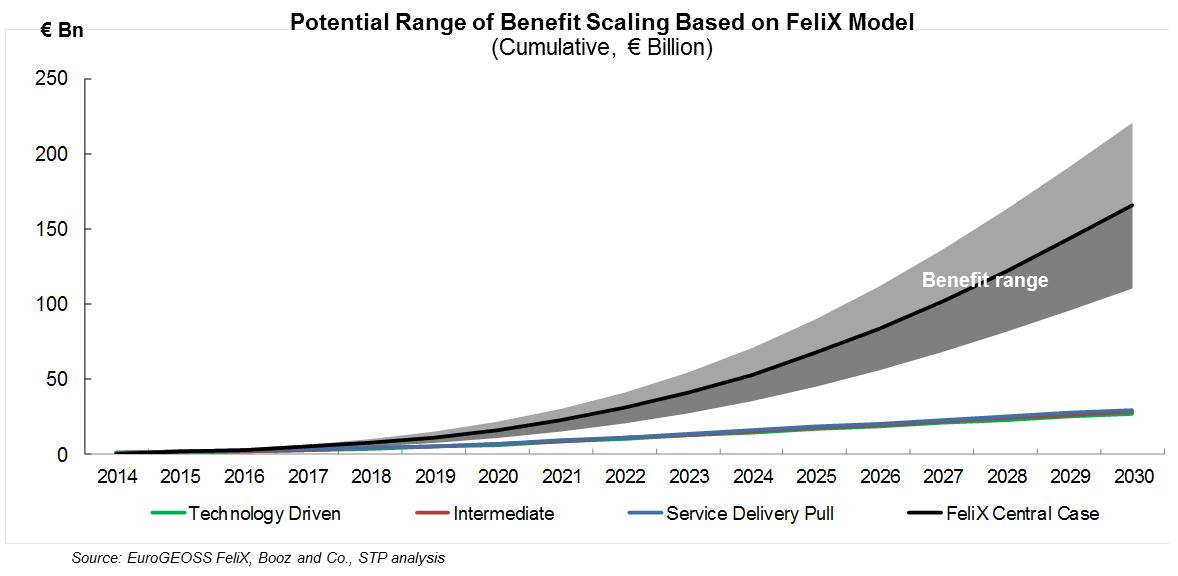 Potential Range of Benefit Scaling Based on FeliX Model
(Cumulative, € Billion)
€ Bn
250
200
150
100
50
0
Benefit range
2014 2015 2016 2017 2018 2019 2020 2021 2022 2023 2024 2025 2026 2027 2028 2029 2030
Technology Driven Intermediate Service Delivery Pull FeliX Central Case
Source: EuroGEOSS FeliX, Booz and Co., STP analysis